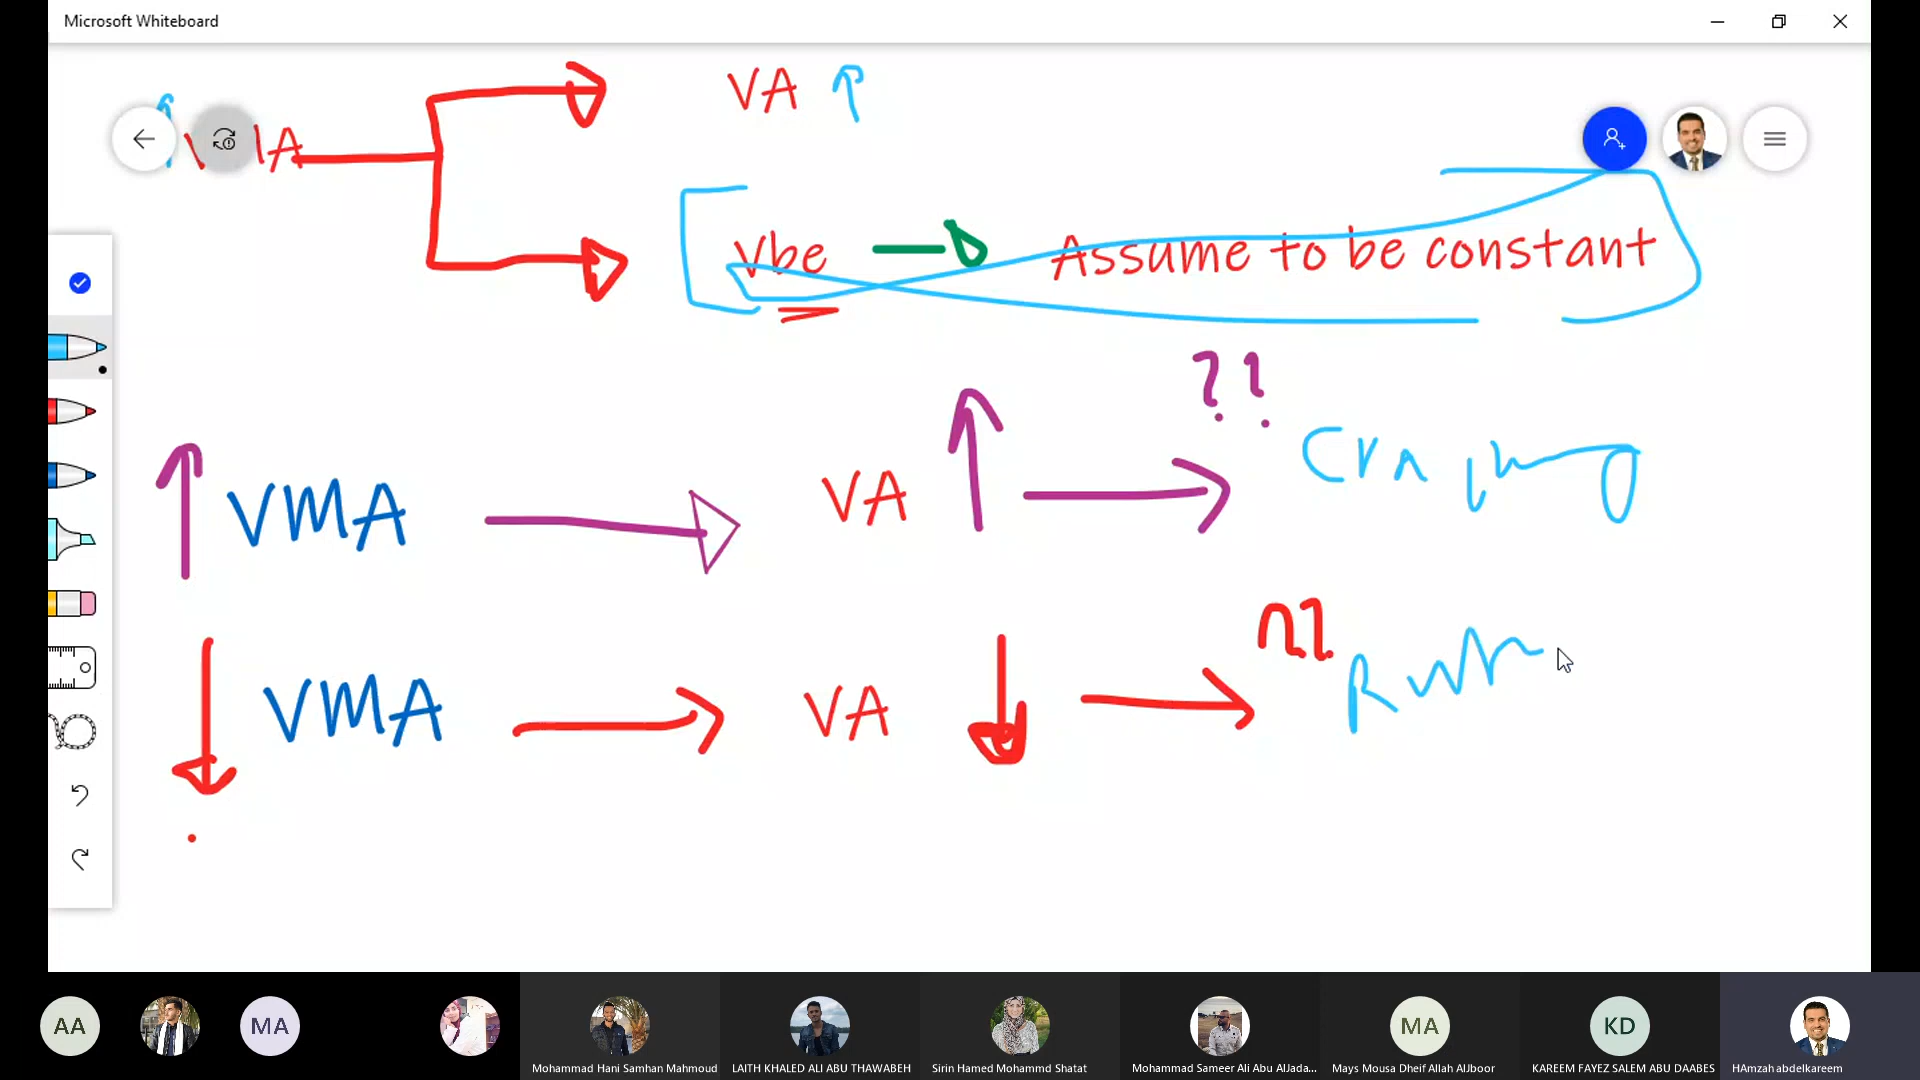 Microsoft Whiteboard
VA ↑
Vbe → Assume to be constant
??
↑ VMA → VA ↑ →
↓ VMA → VA ↓ →
AA
MA
MA
KD
Mohammad Hani Samhan Mahmoud
LAITH KHALED ALI ABU THAWABEH
Sirin Hamed Mohammd Shatat
Mohammad Sameer Ali Abu AlJada...
Mays Mousa Dheif Allah AlJboor
KAREEM FAYEZ SALEM ABU DAABES
HAmzah abdelkareem